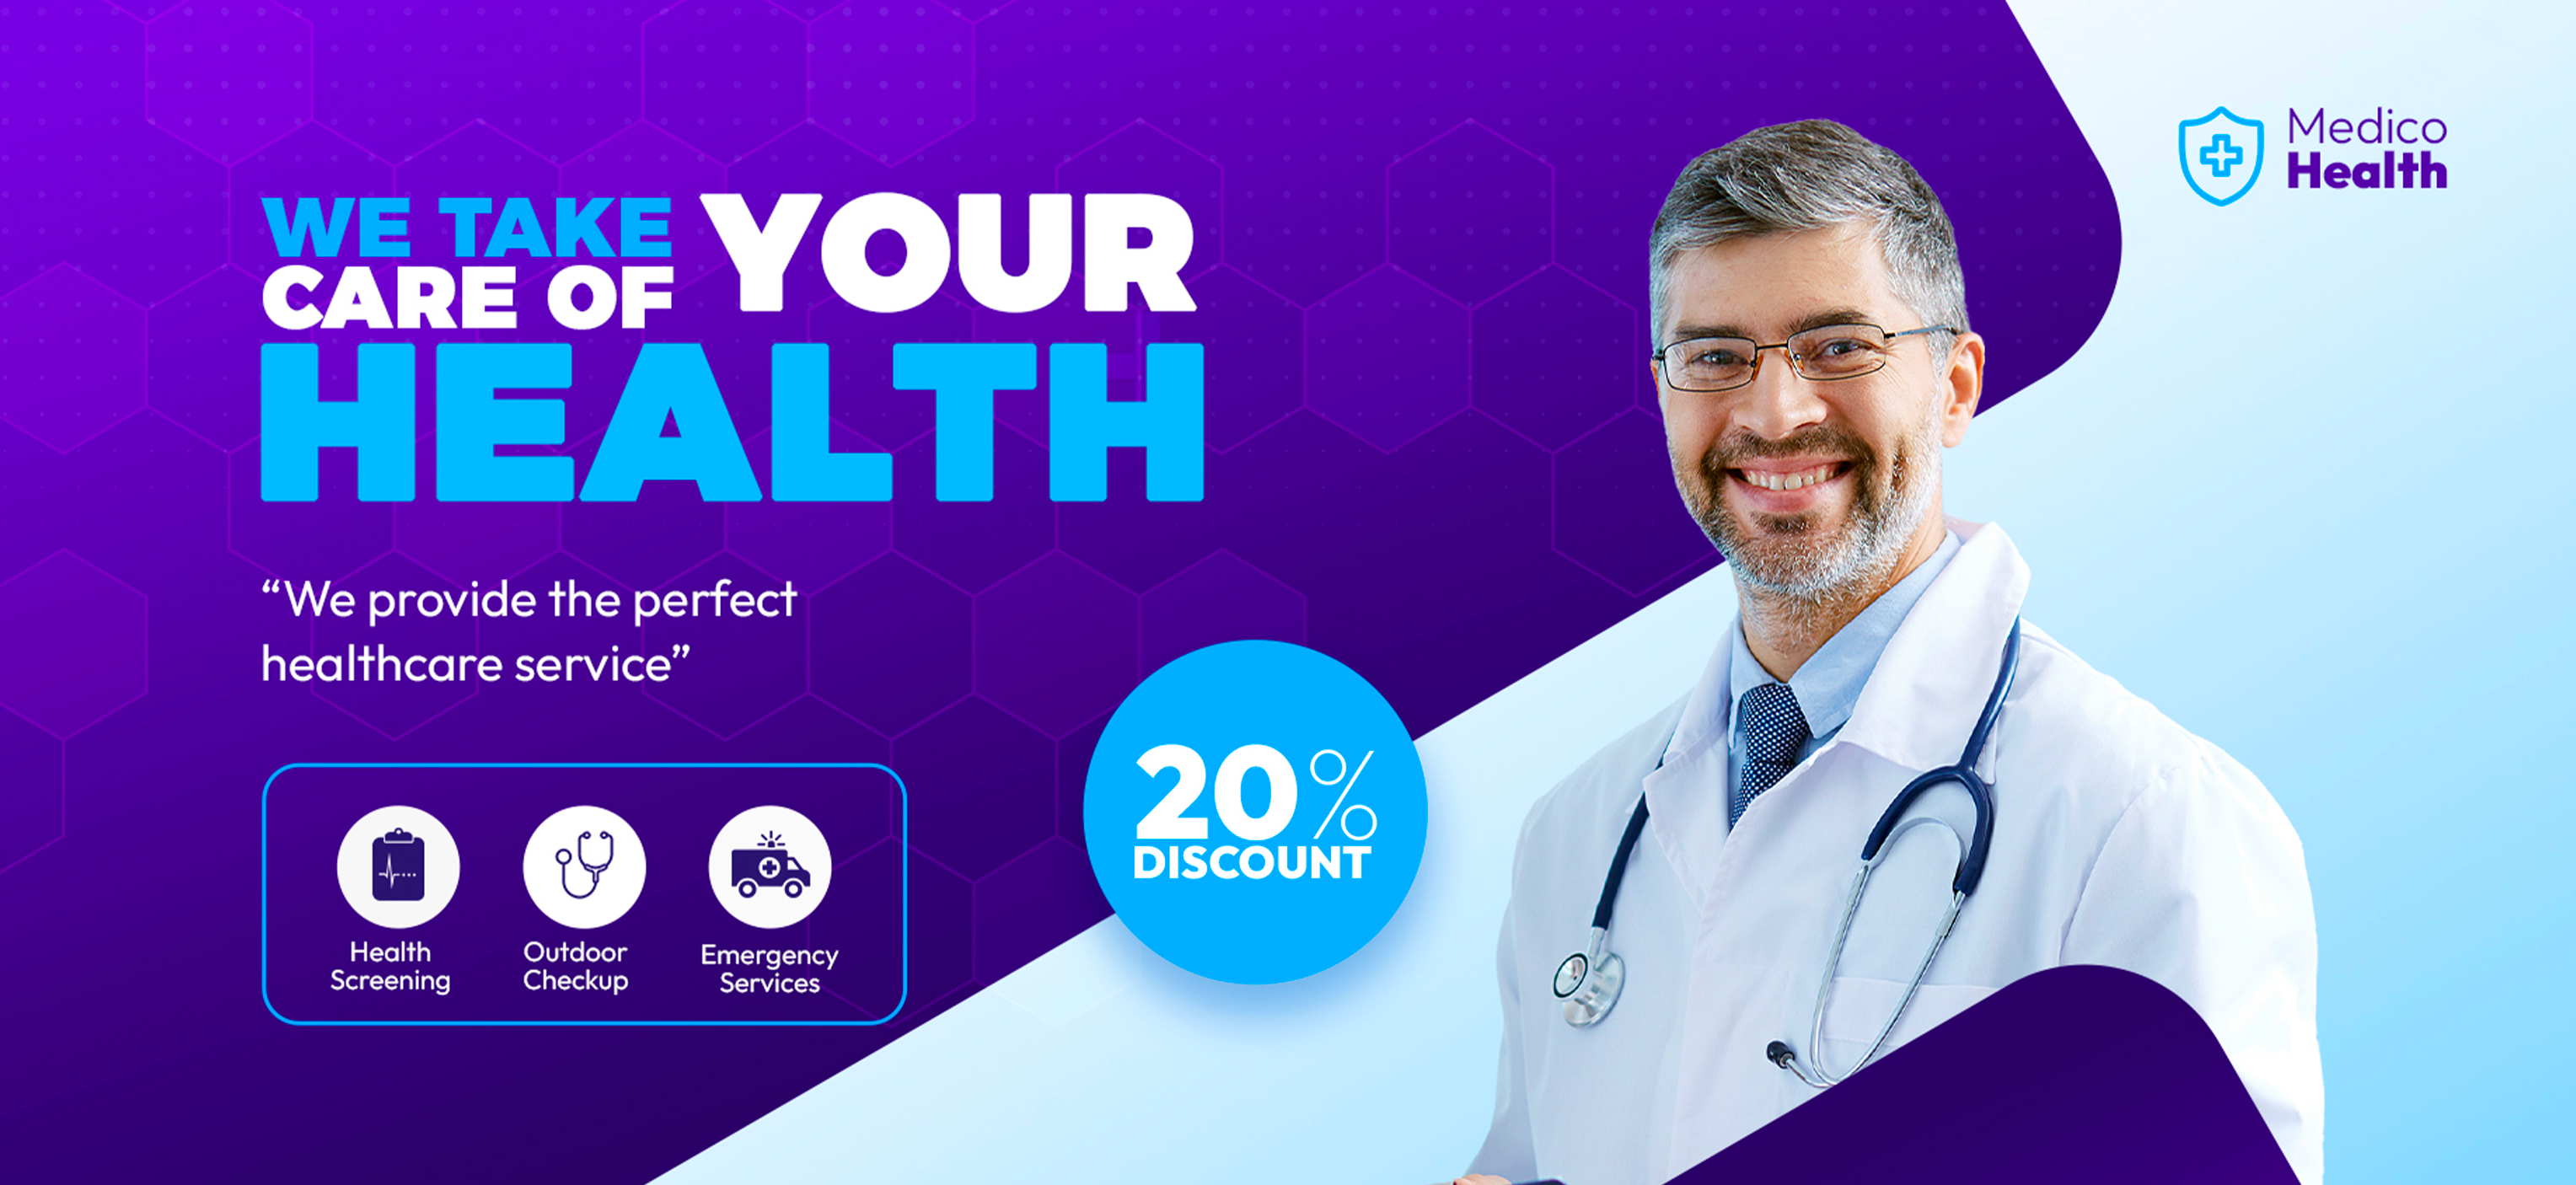 WE TAKE
CARE OF YOUR
HEALTH
“We provide the perfect
healthcare service”
Health
Screening
Outdoor
Checkup
Emergency
Services
20%
DISCOUNT
Medico
Health